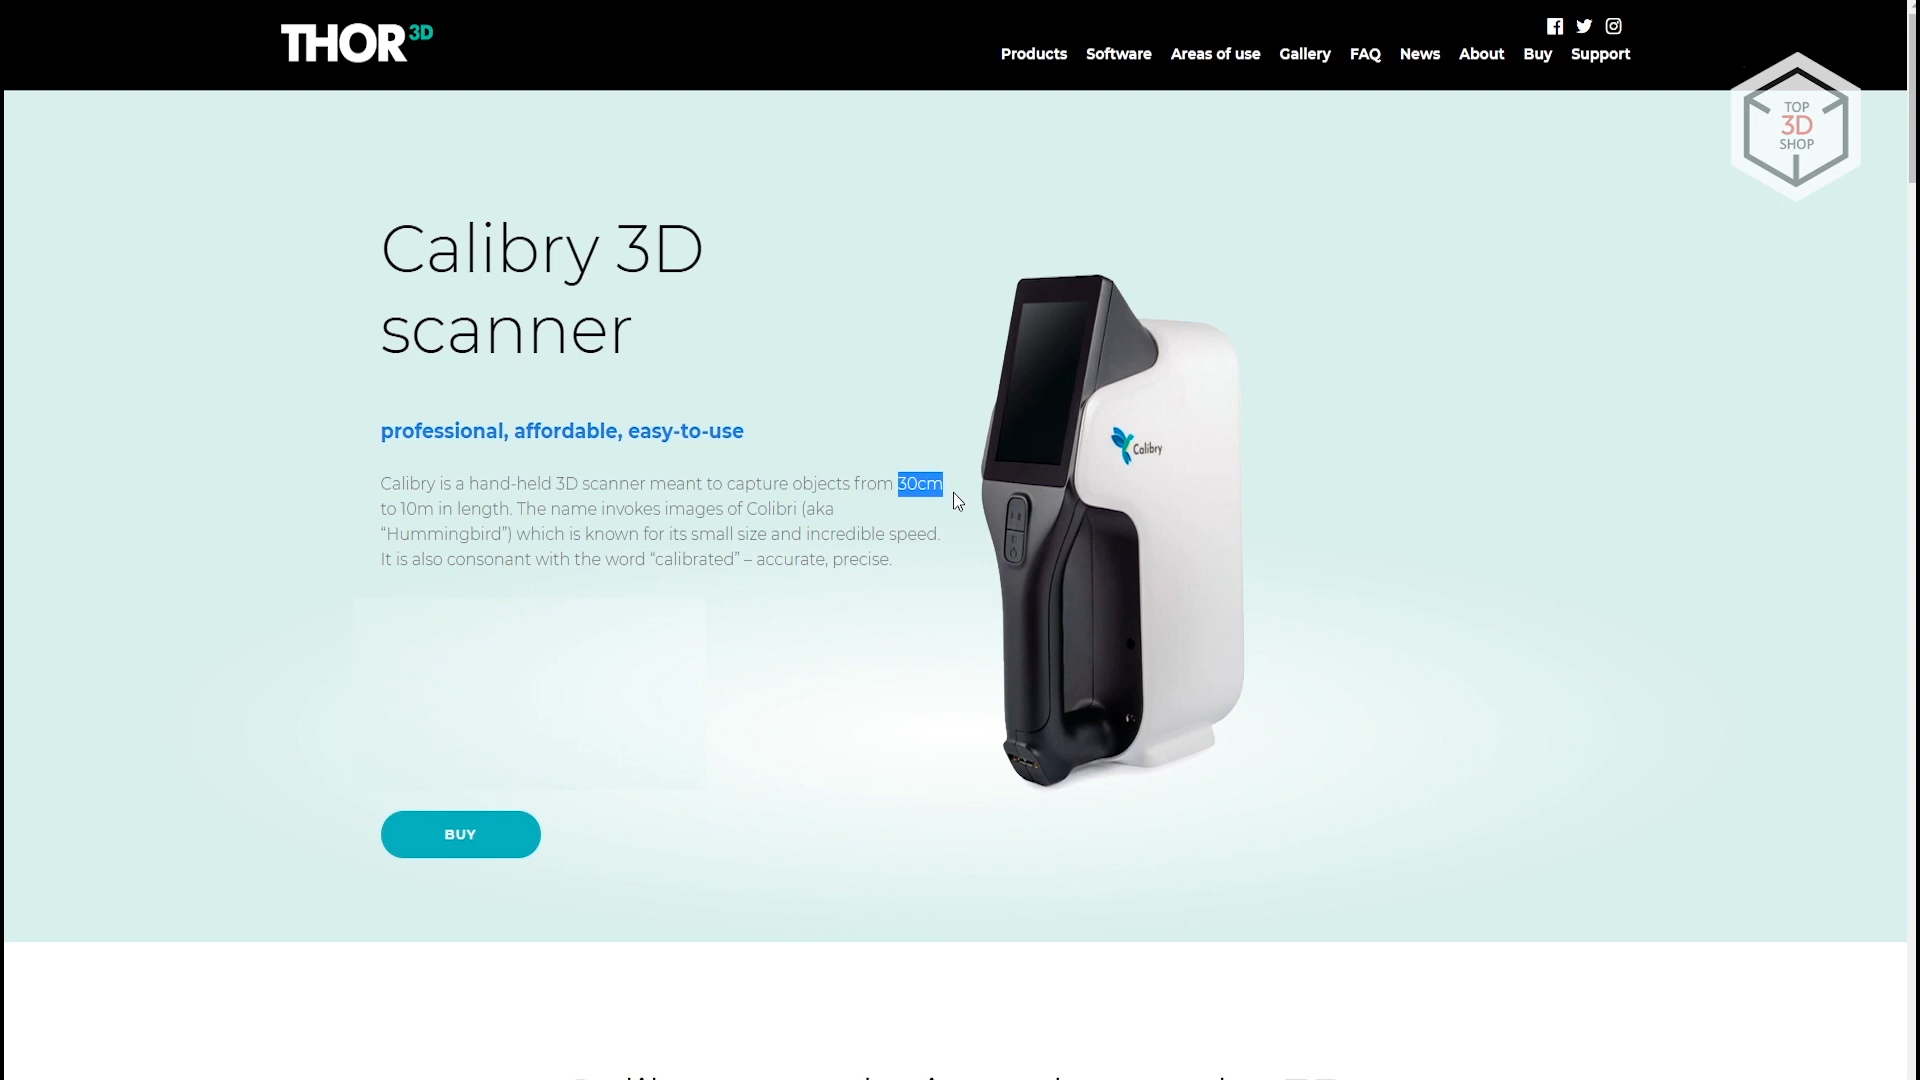 THOR3D
Products Software Areas of use Gallery FAQ News About Buy Support
TOP
3D
SHOP
Calibry 3D
scanner
professional, affordable, easy-to-use
Calibry is a hand-held 3D scanner meant to capture objects from 30cm
to 10m in length. The name invokes images of Colibri (aka
“Hummingbird”) which is known for its small size and incredible speed.
It is also consonant with the word “calibrated” – accurate, precise.
Calibry
BUY